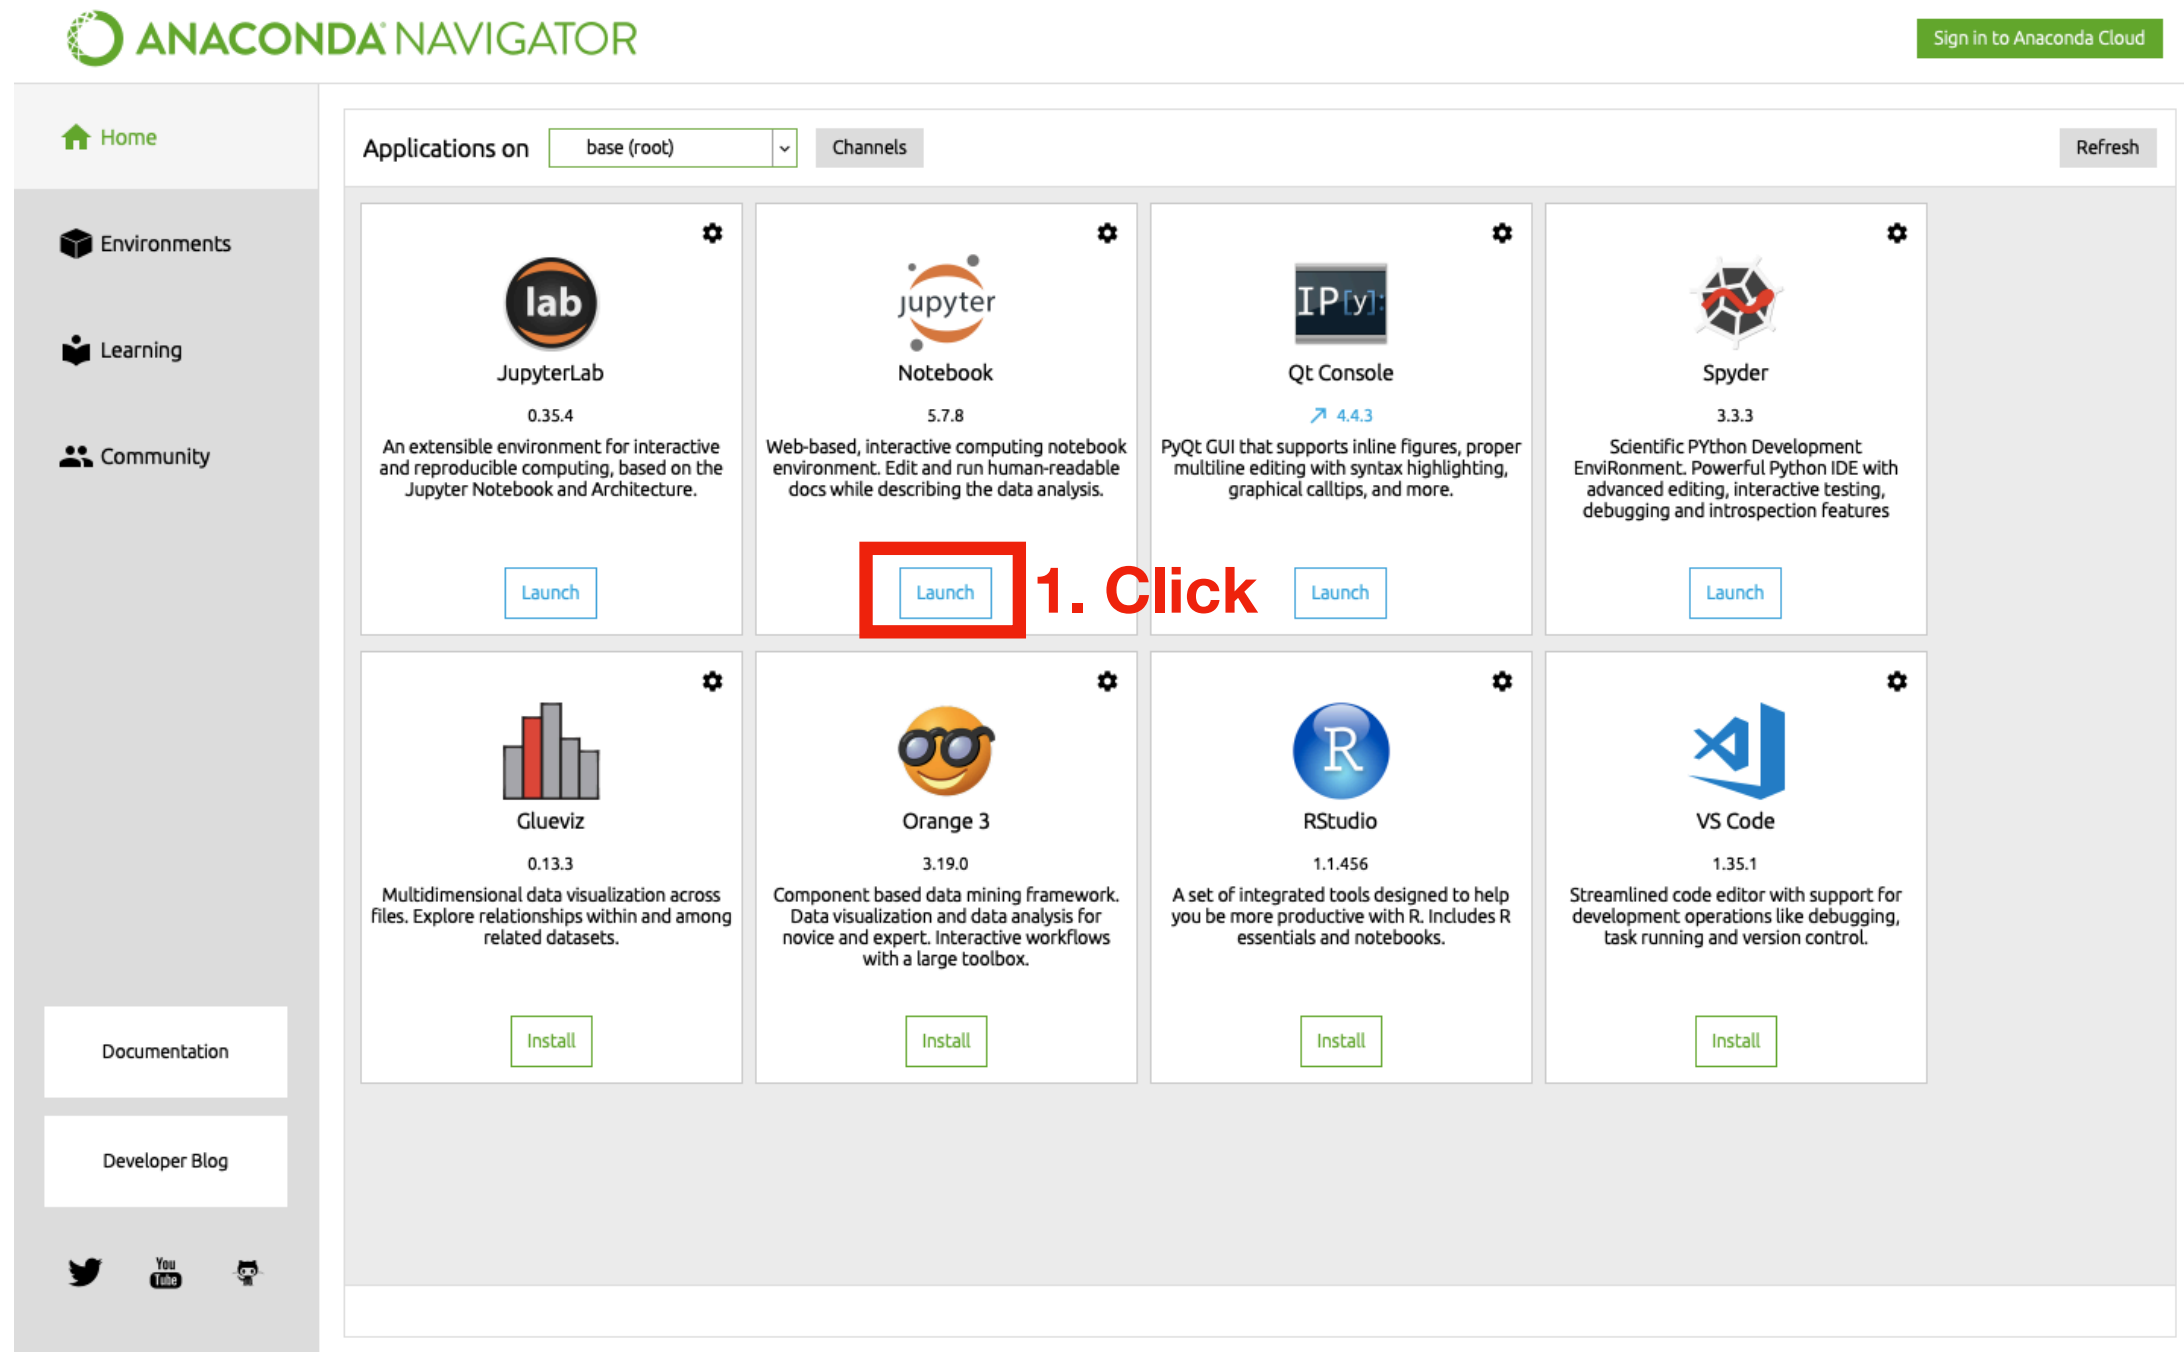 ANACONDA NAVIGATOR
Sign in to Anaconda Cloud
Home
Environments
Learning
Community
Documentation
Developer Blog
You
Tube
Applications on
base (root)
Channels
Refresh
lab
JupyterLab
0.35.4
An extensible environment for interactive
and reproducible computing, based on the
Jupyter Notebook and Architecture.
Launch
jupyter
Notebook
5.7.8
Web-based, interactive computing notebook
environment. Edit and run human-readable
docs while describing the data analysis.
Launch
1. Click
IP[y]:
Qt Console
4.4.3
PyQt GUI that supports inline figures, proper
multiline editing with syntax highlighting,
graphical calltips, and more.
Launch
Spyder
3.3.3
Scientific PYthon Development
EnviRonment. Powerful Python IDE with
advanced editing, interactive testing,
debugging and introspection features
Launch
Glueviz
0.13.3
Multidimensional data visualization across
files. Explore relationships within and among
related datasets.
Install
Orange 3
3.19.0
Component based data mining framework.
Data visualization and data analysis for
novice and expert. Interactive workflows
with a large toolbox.
Install
R
RStudio
1.1.456
A set of integrated tools designed to help
you be more productive with R. Includes R
essentials and notebooks.
Install
VS Code
1.35.1
Streamlined code editor with support for
development operations like debugging,
task running and version control.
Install